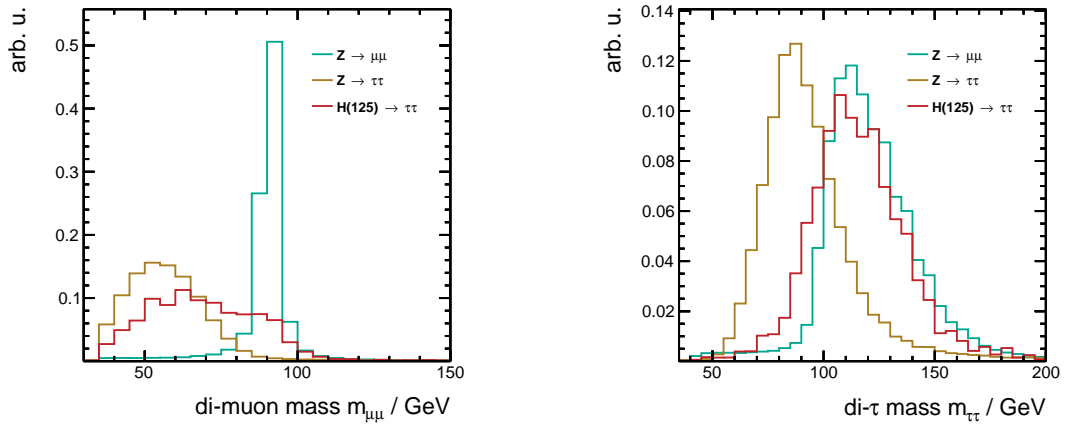 arb. u.
0.5
0.4
0.3
0.2
0.1
Z → μμ
Z → ττ
H(125) → ττ
50
100
150
di-muon mass mμμ / GeV
arb. u.
0.14
0.12
0.10
0.08
0.06
0.04
0.02
Z → μμ
Z → ττ
H(125) → ττ
50
100
150
200
di-τ mass mττ / GeV